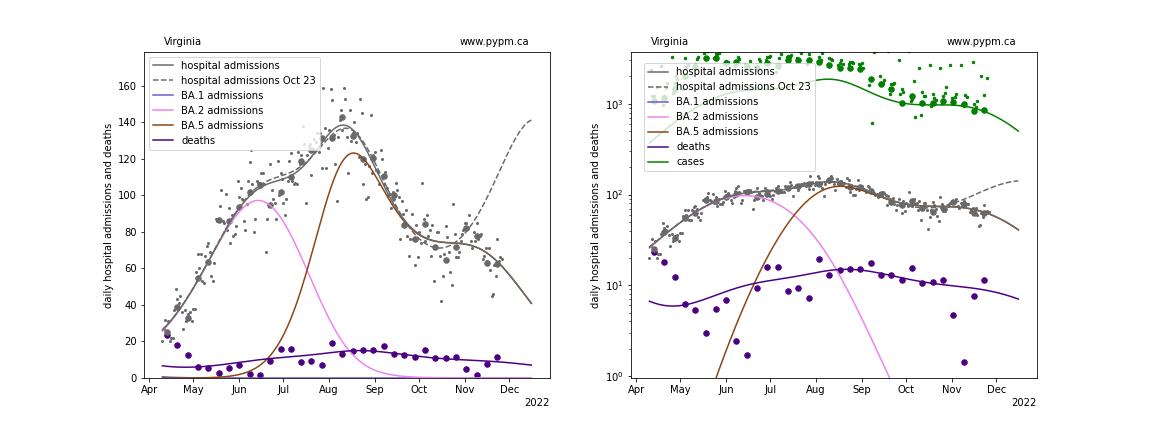 Virginia www.pypm.ca
hospital admissions
hospital admissions Oct 23
BA.1 admissions
BA.2 admissions
BA.5 admissions
deaths
daily hospital admissions and deaths
160
140
120
100
80
60
40
20
0
Apr May Jun Jul Aug Sep Oct Nov Dec
2022
Virginia www.pypm.ca
hospital admissions
hospital admissions Oct 23
BA.1 admissions
BA.2 admissions
BA.5 admissions
deaths
cases
daily hospital admissions and deaths
10³
10²
10¹
10⁰
Apr May Jun Jul Aug Sep Oct Nov Dec
2022